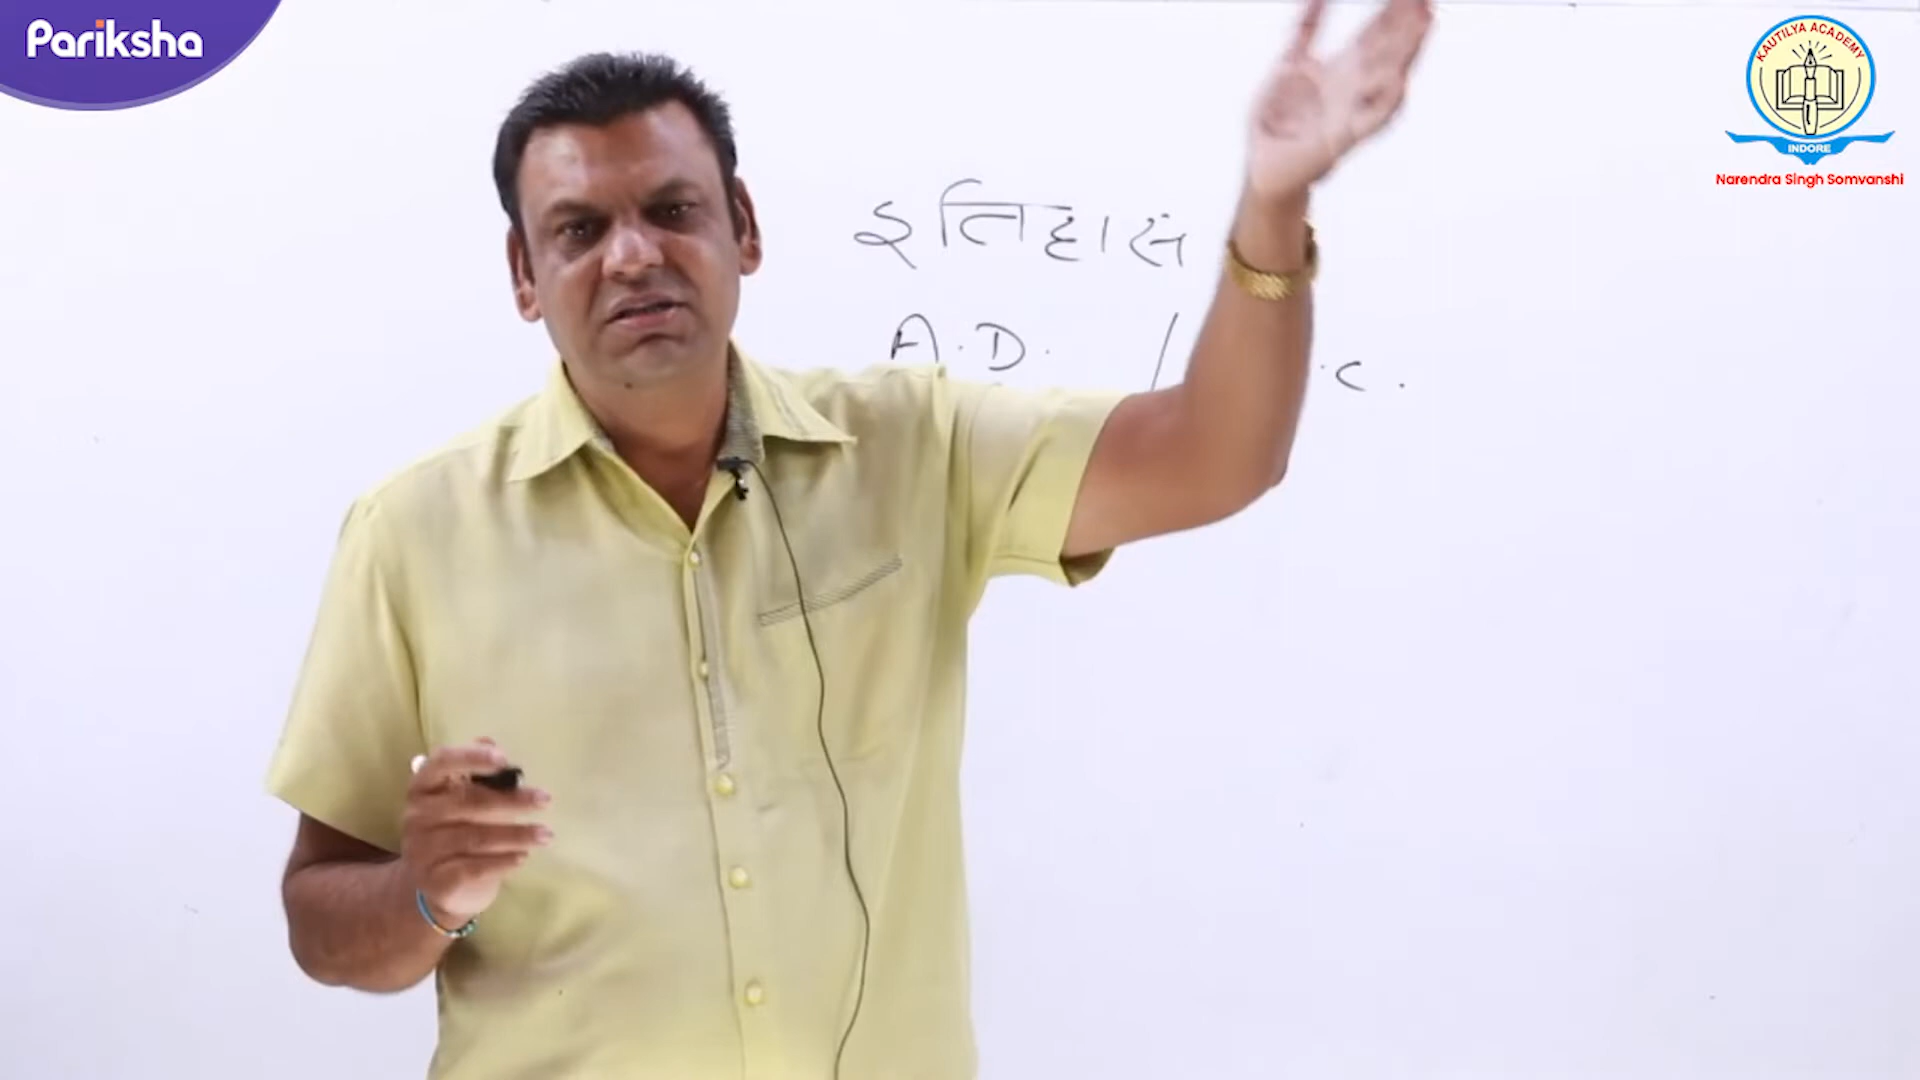 Pariksha
KAUTILYA ACADEMY
INDORE
Narendra Singh Somvanshi
इतिहास
A.D. / .C.